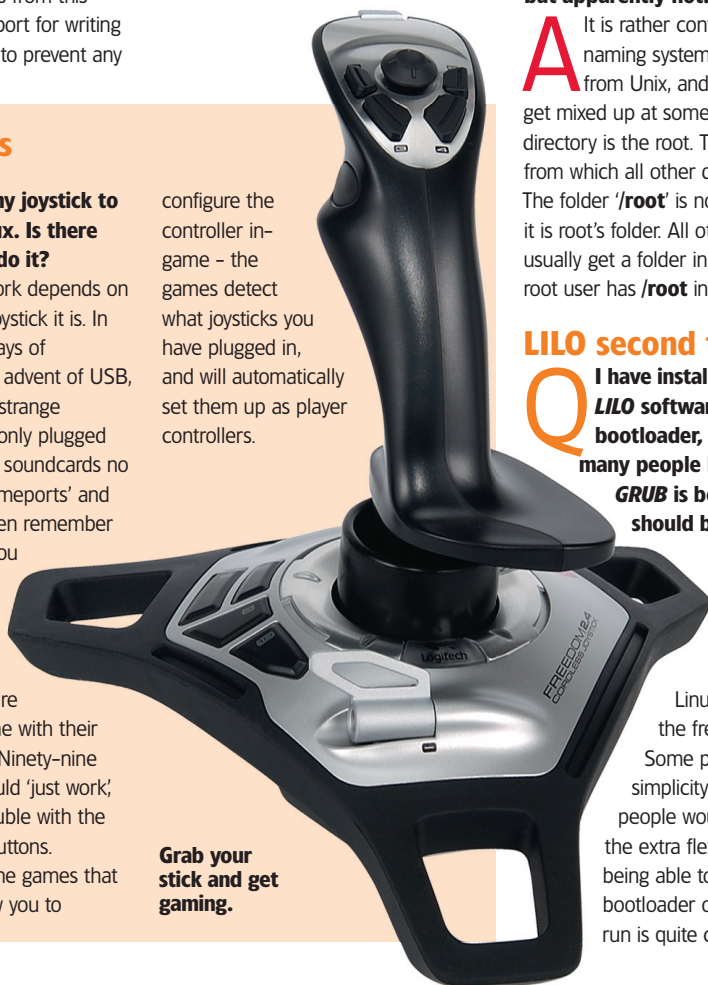 s from this
port for writing
to prevent any
s
ny joystick to
ux. Is there
do it?
ork depends on
ystick it is. In
ays of
advent of USB,
strange
only plugged
soundcards no
meports' and
en remember
ou
re
ne with their
Ninety-nine
uld 'just work',
uble with the
uttons.
ne games that
w you to
configure the
controller in-
game – the
games detect
what joysticks you
have plugged in,
and will automatically
set them up as player
controllers.
Logitech
FREEDOM 2.4
CORDLESS JOYSTICK
Grab your
stick and get
gaming.
but apparently not
A It is rather con
naming system
from Unix, and
get mixed up at some
directory is the root. T
from which all other d
The folder '/root' is no
it is root's folder. All ot
usually get a folder in
root user has /root in
LILO second
Q I have instal
LILO softwar
bootloader,
many people
GRUB is be
should b
Linu
the fre
Some p
simplicity
people wou
the extra fle
being able to
bootloader c
run is quite c